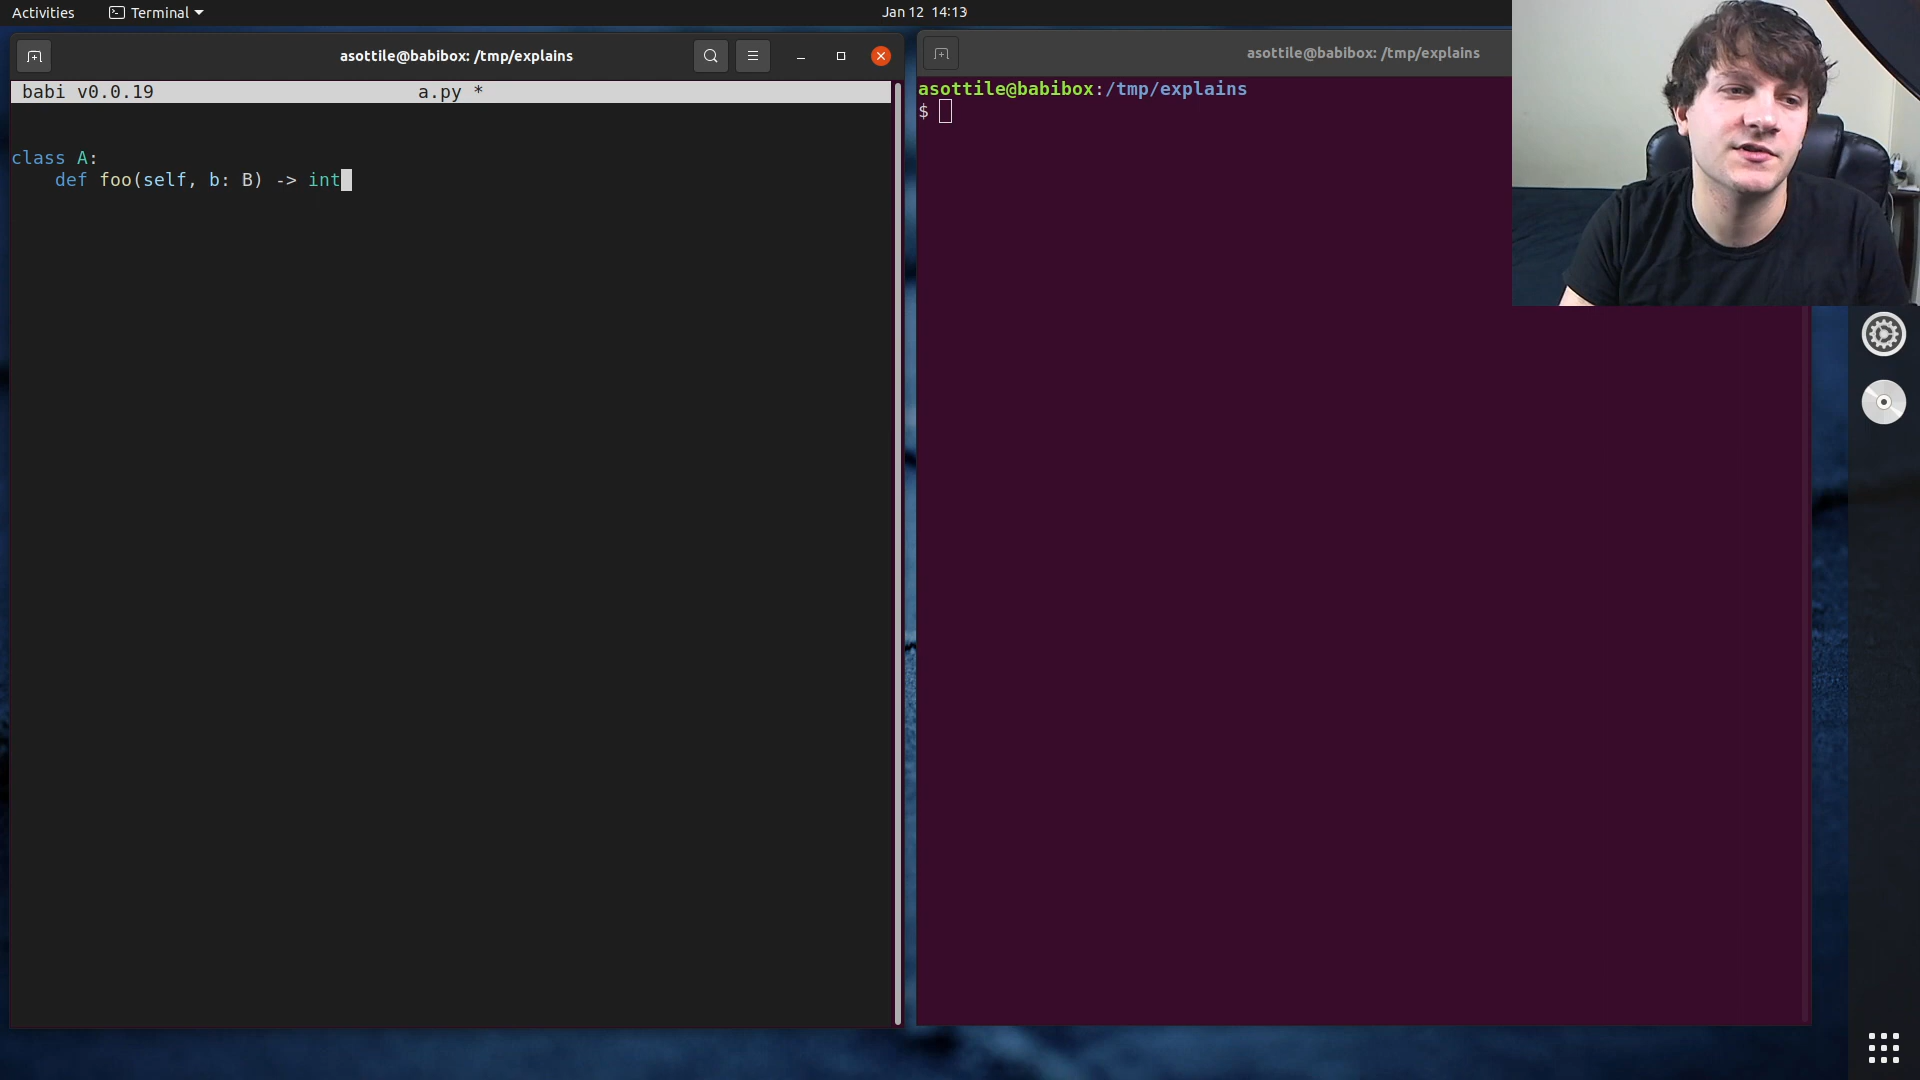 Activities
Terminal
Jan 12 14:13
asottile@babibox: /tmp/explains
babi v0.0.19 a.py *
class A:
def foo(self, b: B) -> int
asottile@babibox: /tmp/explains
asottile@babibox:/tmp/explains
$